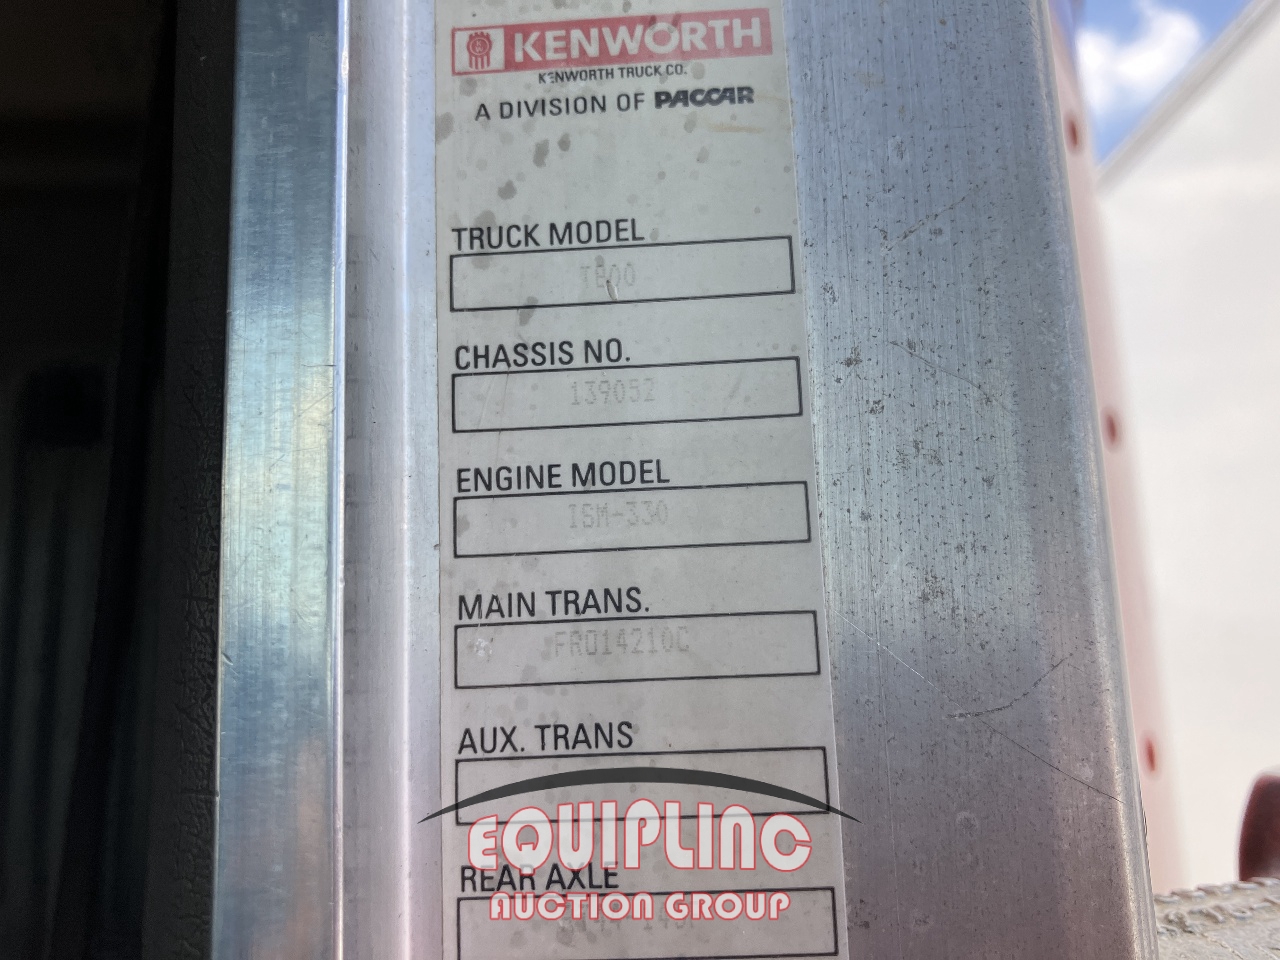 KENWORTH
KENWORTH TRUCK CO.
A DIVISION OF PACCAR
TRUCK MODEL
T800
CHASSIS NO.
139052
ENGINE MODEL
ISM-330
MAIN TRANS.
FRO14210C
AUX. TRANS
EQUIPLINC
REAR AXLE
AUCTION GROUP